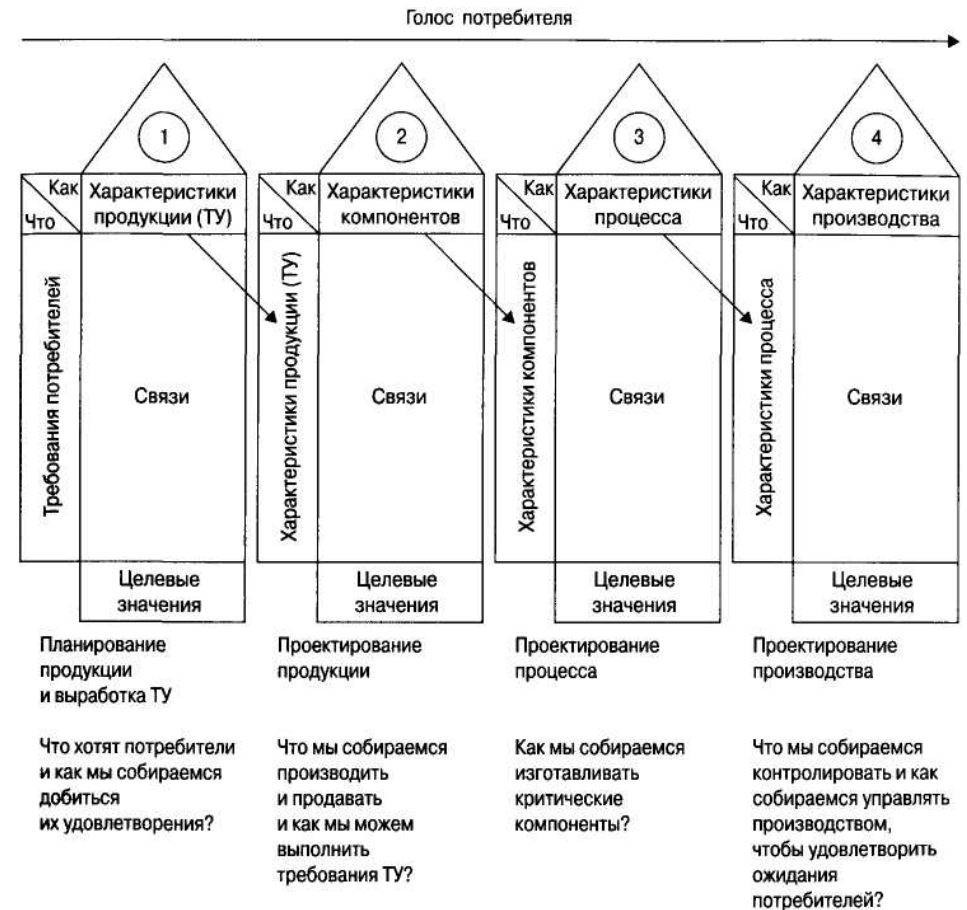 Голос потребителя
1
Как
Что
Характеристики
продукции (ТУ)
Требования потребителей
Связи
Целевые
значения
2
Как
Что
Характеристики
компонентов
Характеристики продукции (ТУ)
Связи
Целевые
значения
3
Как
Что
Характеристики
процесса
Характеристики компонентов
Связи
Целевые
значения
4
Как
Что
Характеристики
производства
Характеристики процесса
Связи
Целевые
значения
Планирование
продукции
и выработка ТУ
Проектирование
продукции
Проектирование
процесса
Проектирование
производства
Что хотят потребители
и как мы собираемся
добиться
их удовлетворения?
Что мы собираемся
производить
и продавать
и как мы можем
выполнить
требования ТУ?
Как мы собираемся
изготавливать
критические
компоненты?
Что мы собираемся
контролировать и как
собираемся управлять
производством,
чтобы удовлетворить
ожидания
потребителей?